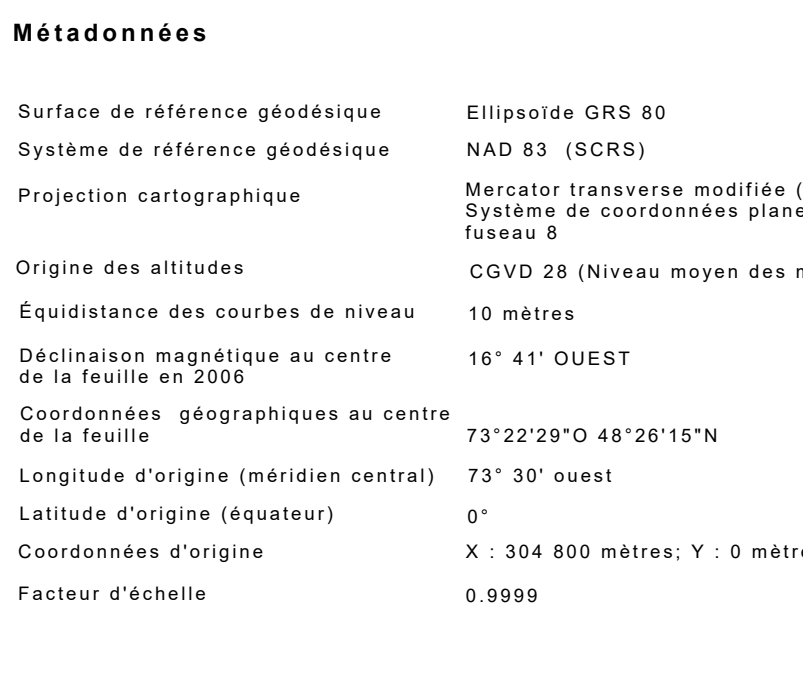 Métadonnées
Surface de référence géodésique Ellipsoïde GRS 80
Système de référence géodésique NAD 83 (SCRS)
Projection cartographique Mercator transverse modifiée (
Système de coordonnées plane
fuseau 8
Origine des altitudes CGVD 28 (Niveau moyen des
Équidistance des courbes de niveau 10 mètres
Déclinaison magnétique au centre
de la feuille en 2006 16° 41' OUEST
Coordonnées géographiques au centre
de la feuille 73°22'29"O 48°26'15"N
Longitude d'origine (méridien central) 73° 30' ouest
Latitude d'origine (équateur) 0°
Coordonnées d'origine X : 304 800 mètres; Y : 0 mètre
Facteur d'échelle 0.9999